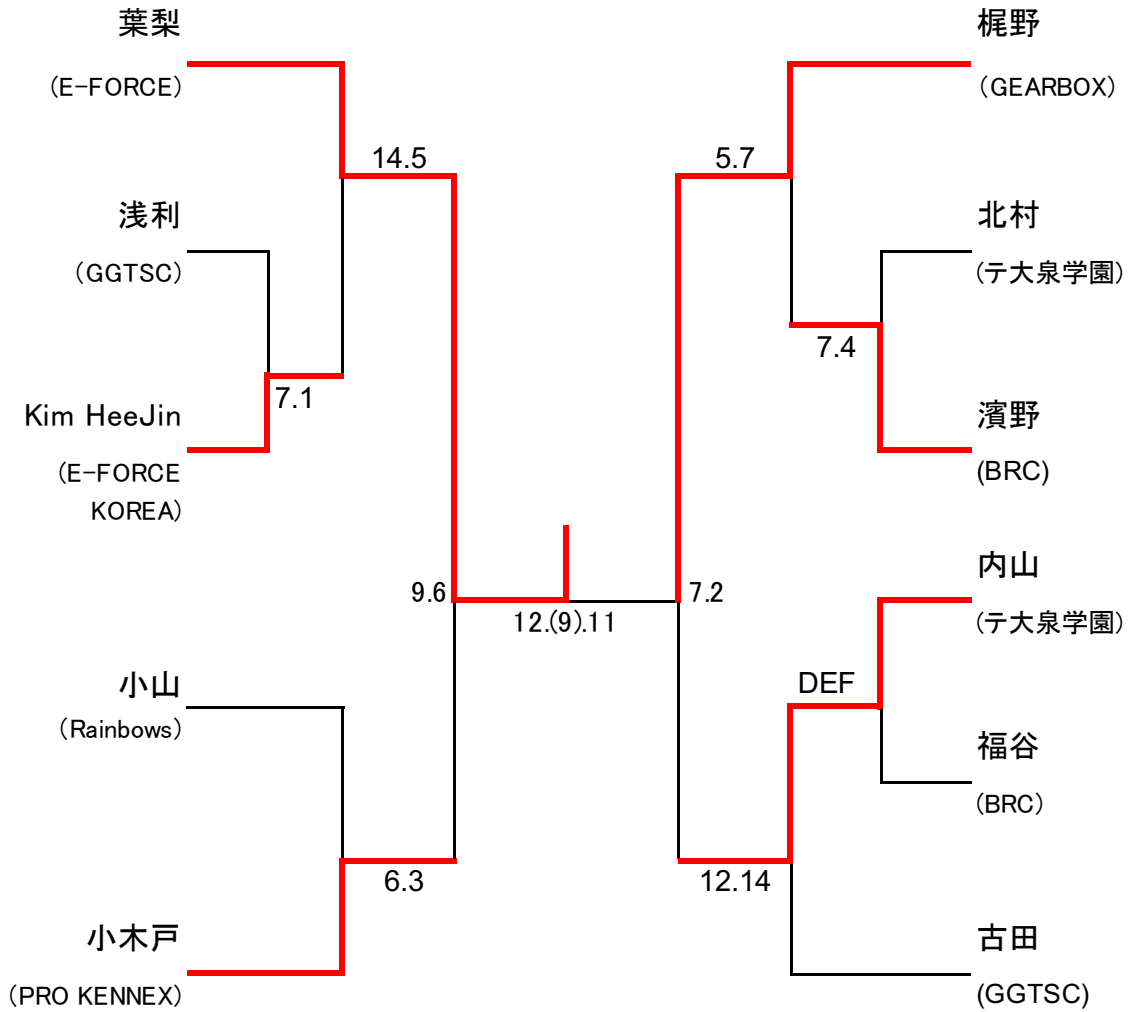 葉梨
(E-FORCE)
14.5
浅利
(GGTSC)
7.1
Kim HeeJin
(E-FORCE
KOREA)
9.6
小山
(Rainbows)
6.3
小木戸
(PRO KENNEX)
12.(9).11
梶野
(GEARBOX)
5.7
北村
(テ大泉学園)
7.4
濱野
(BRC)
7.2
内山
(テ大泉学園)
DEF
福谷
(BRC)
12.14
古田
(GGTSC)